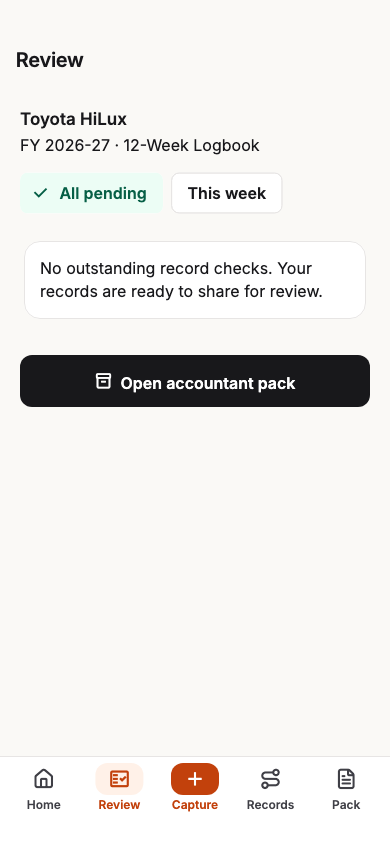 Review
Toyota HiLux
FY 2026-27 · 12-Week Logbook
All pending
This week
No outstanding record checks. Your
records are ready to share for review.
Open accountant pack
Home
Review
Capture
Records
Pack